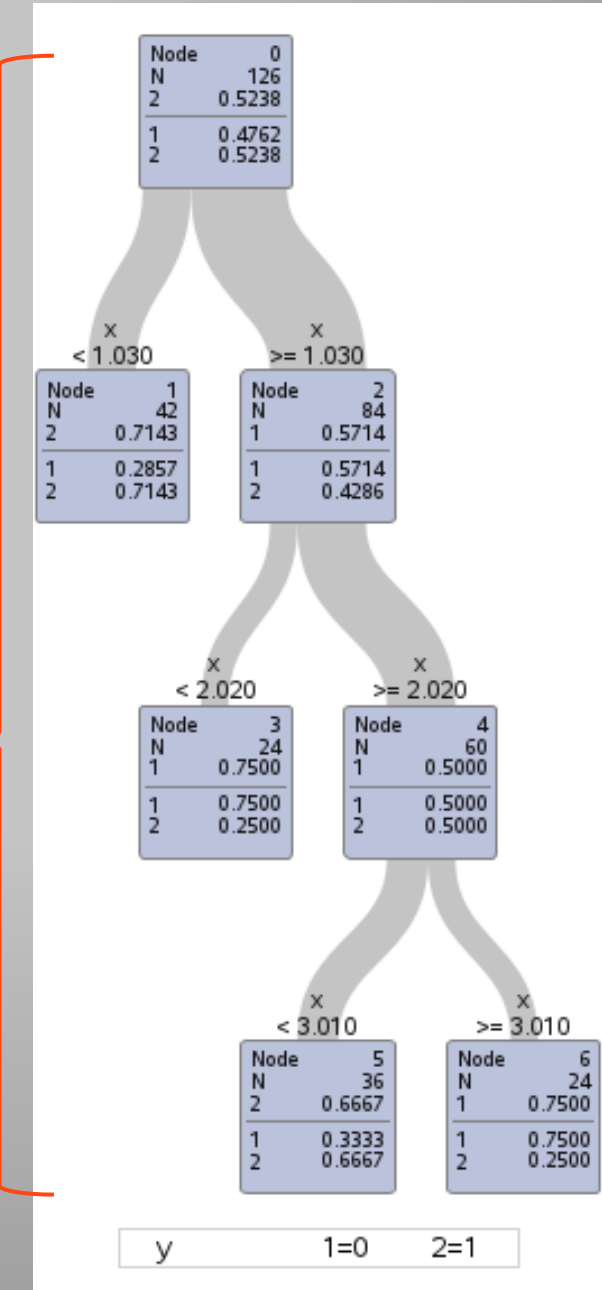 Node 0
N 126
2 0.5238
1 0.4762
2 0.5238
x
< 1.030
x
>= 1.030
Node 1
N 42
2 0.7143
1 0.2857
2 0.7143
Node 2
N 84
1 0.5714
1 0.5714
2 0.4286
x
< 2.020
x
>= 2.020
Node 3
N 24
1 0.7500
1 0.7500
2 0.2500
Node 4
N 60
1 0.5000
1 0.5000
2 0.5000
x
< 3.010
x
>= 3.010
Node 5
N 36
2 0.6667
1 0.3333
2 0.6667
Node 6
N 24
1 0.7500
1 0.7500
2 0.2500
y 1=0 2=1